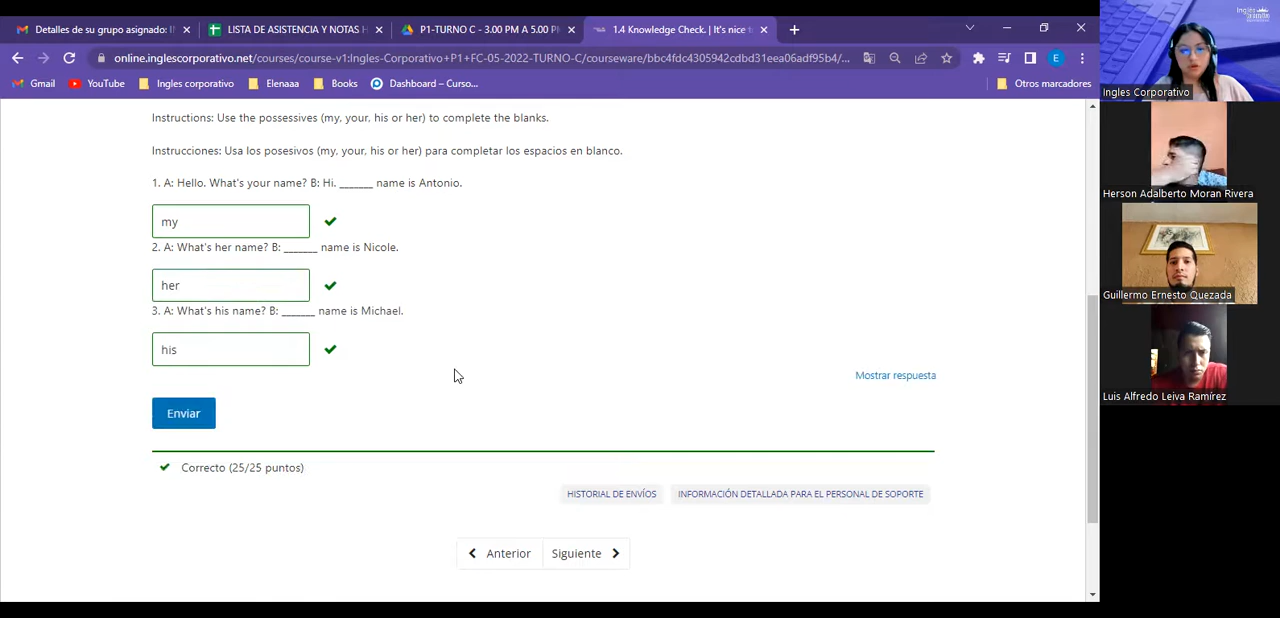 Detalles de su grupo asignado: IN
LISTA DE ASISTENCIA Y NOTAS H
P1-TURNO C - 3.00 PM A 5.00 P
1.4 Knowledge Check. | It's nice t
online.inglescorporativo.net/courses/course-v1:Ingles-Corporativo+P1+FC-05-2022-TURNO-C/courseware/bbc4fdc4305942cdbd31eea06adf95b4/...
Gmail
YouTube
Ingles corporativo
Elenaaa
Books
Dashboard – Curso...
Otros marcadores
Instructions: Use the possessives (my, your, his or her) to complete the blanks.
Instrucciones: Usa los posesivos (my, your, his or her) para completar los espacios en blanco.
1. A: Hello. What's your name? B: Hi. _______ name is Antonio.
my
2. A: What's her name? B: _______ name is Nicole.
her
3. A: What's his name? B: _______ name is Michael.
his
Mostrar respuesta
Enviar
Correcto (25/25 puntos)
HISTORIAL DE ENVÍOS
INFORMACIÓN DETALLADA PARA EL PERSONAL DE SOPORTE
Anterior
Siguiente
Ingles Corporativo
Herson Adalberto Moran Rivera
Guillermo Ernesto Quezada
Luis Alfredo Leiva Ramírez